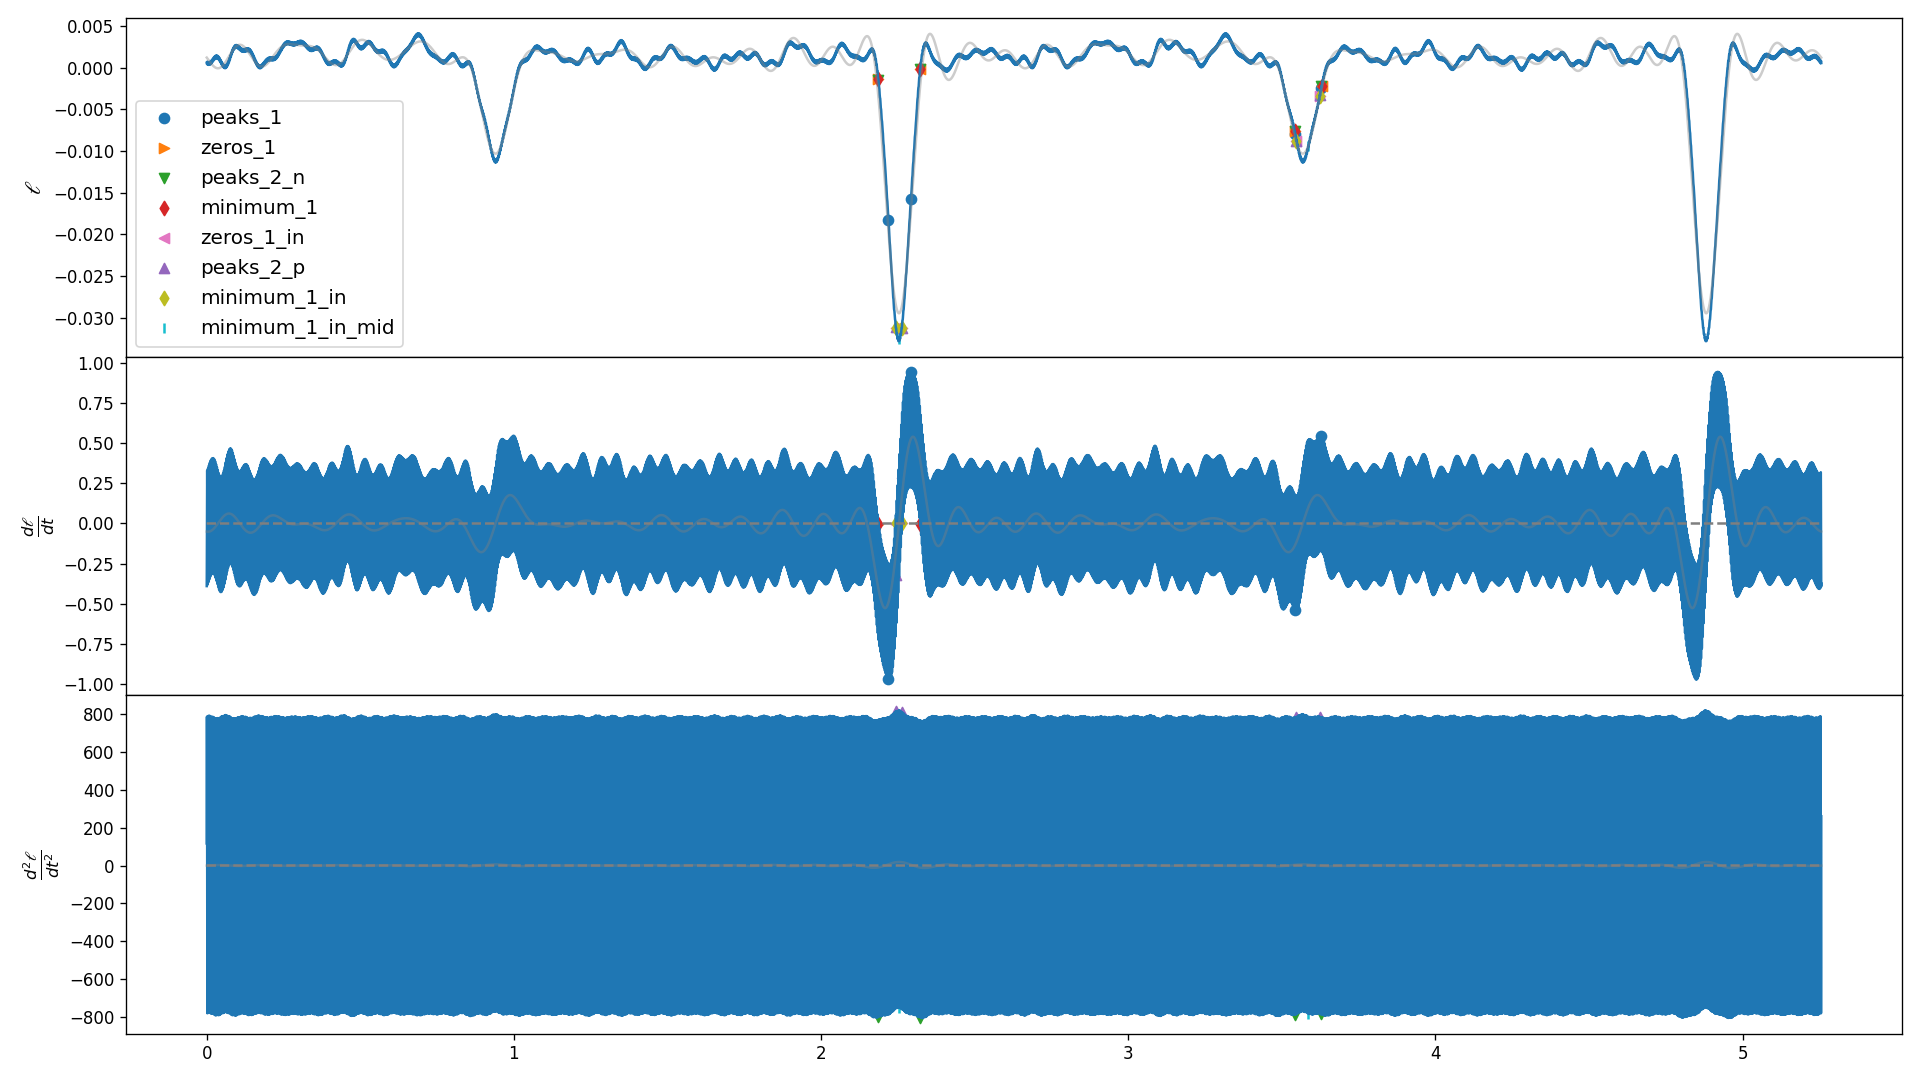 0.005
0.000
−0.005
−0.010
−0.015
−0.020
−0.025
−0.030
ℓ
peaks_1
zeros_1
peaks_2_n
minimum_1
zeros_1_in
peaks_2_p
minimum_1_in
minimum_1_in_mid
1.00
0.75
0.50
0.25
0.00
−0.25
−0.50
−0.75
−1.00
dℓ
dt
800
600
400
200
0
−200
−400
−600
−800
d²ℓ
dt²
0 1 2 3 4 5